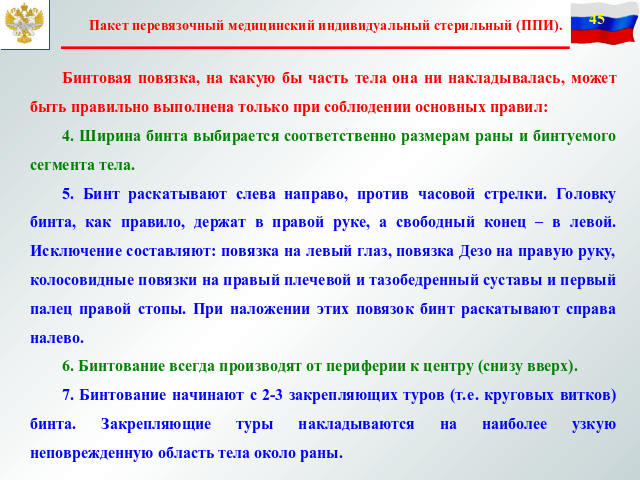 Пакет перевязочный медицинский индивидуальный стерильный (ППИ).
45
Бинтовая повязка, на какую бы часть тела она ни накладывалась, может
быть правильно выполнена только при соблюдении основных правил:
4. Ширина бинта выбирается соответственно размерам раны и бинтуемого
сегмента тела.
5. Бинт раскатывают слева направо, против часовой стрелки. Головку
бинта, как правило, держат в правой руке, а свободный конец – в левой.
Исключение составляют: повязка на левый глаз, повязка Дезо на правую руку,
колосовидные повязки на правый плечевой и тазобедренный суставы и первый
палец правой стопы. При наложении этих повязок бинт раскатывают справа
налево.
6. Бинтование всегда производят от периферии к центру (снизу вверх).
7. Бинтование начинают с 2-3 закрепляющих туров (т.е. круговых витков)
бинта. Закрепляющие туры накладываются на наиболее узкую
неповрежденную область тела около раны.